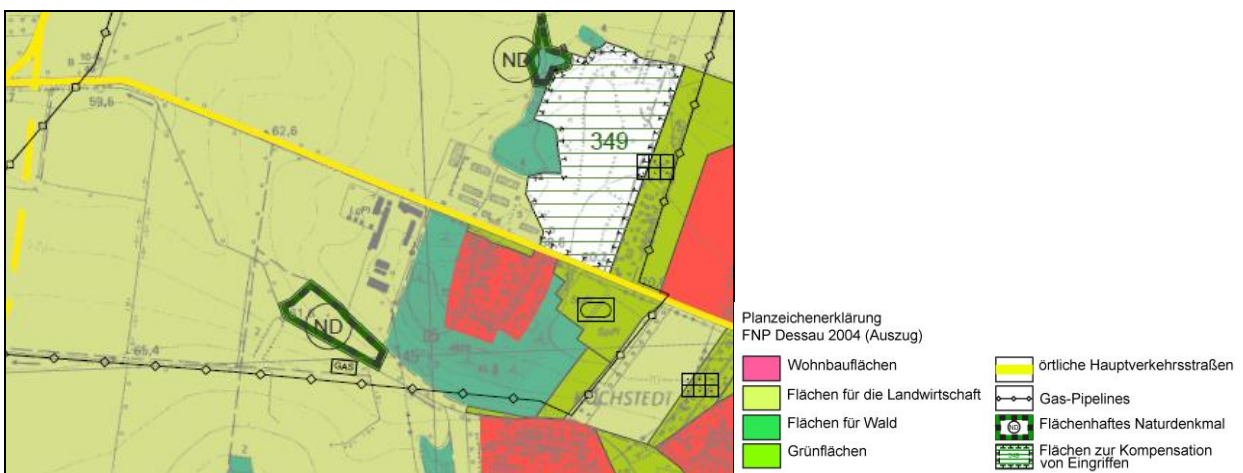 ND
349
62,6
59,6
ND
GAS
65,4
Planzeichenerklärung
FNP Dessau 2004 (Auszug)
Wohnbauflächen
Flächen für die Landwirtschaft
Flächen für Wald
Grünflächen
örtliche Hauptverkehrsstraßen
Gas-Pipelines
ND
Flächenhaftes Naturdenkmal
Flächen zur Kompensation
von Eingriffen